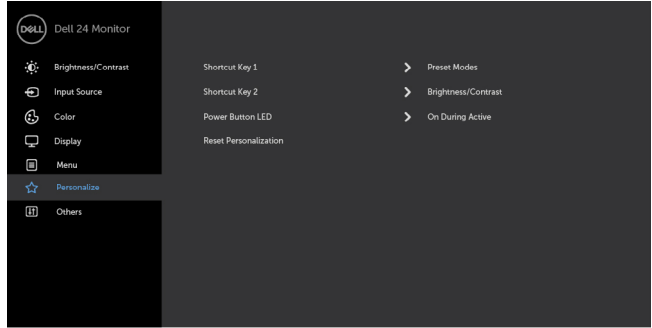 DELL Dell 24 Monitor
Brightness/Contrast Shortcut Key 1 Preset Modes
Input Source Shortcut Key 2 Brightness/Contrast
Color Power Button LED On During Active
Display Reset Personalization
Menu
Personalize
Others